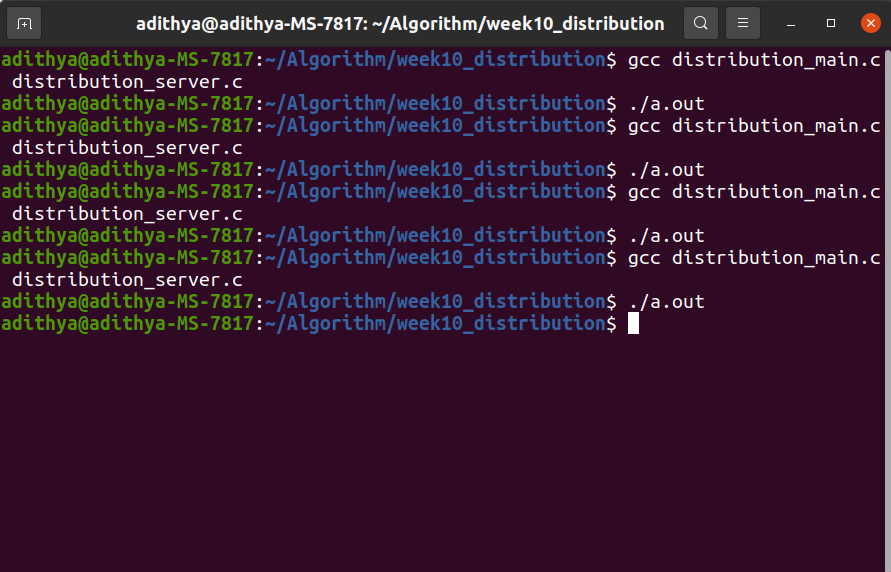 adithya@adithya-MS-7817: ~/Algorithm/week10_distribution
adithya@adithya-MS-7817:~/Algorithm/week10_distribution$ gcc distribution_main.c
distribution_server.c
adithya@adithya-MS-7817:~/Algorithm/week10_distribution$ ./a.out
adithya@adithya-MS-7817:~/Algorithm/week10_distribution$ gcc distribution_main.c
distribution_server.c
adithya@adithya-MS-7817:~/Algorithm/week10_distribution$ ./a.out
adithya@adithya-MS-7817:~/Algorithm/week10_distribution$ gcc distribution_main.c
distribution_server.c
adithya@adithya-MS-7817:~/Algorithm/week10_distribution$ ./a.out
adithya@adithya-MS-7817:~/Algorithm/week10_distribution$ gcc distribution_main.c
distribution_server.c
adithya@adithya-MS-7817:~/Algorithm/week10_distribution$ ./a.out
adithya@adithya-MS-7817:~/Algorithm/week10_distribution$